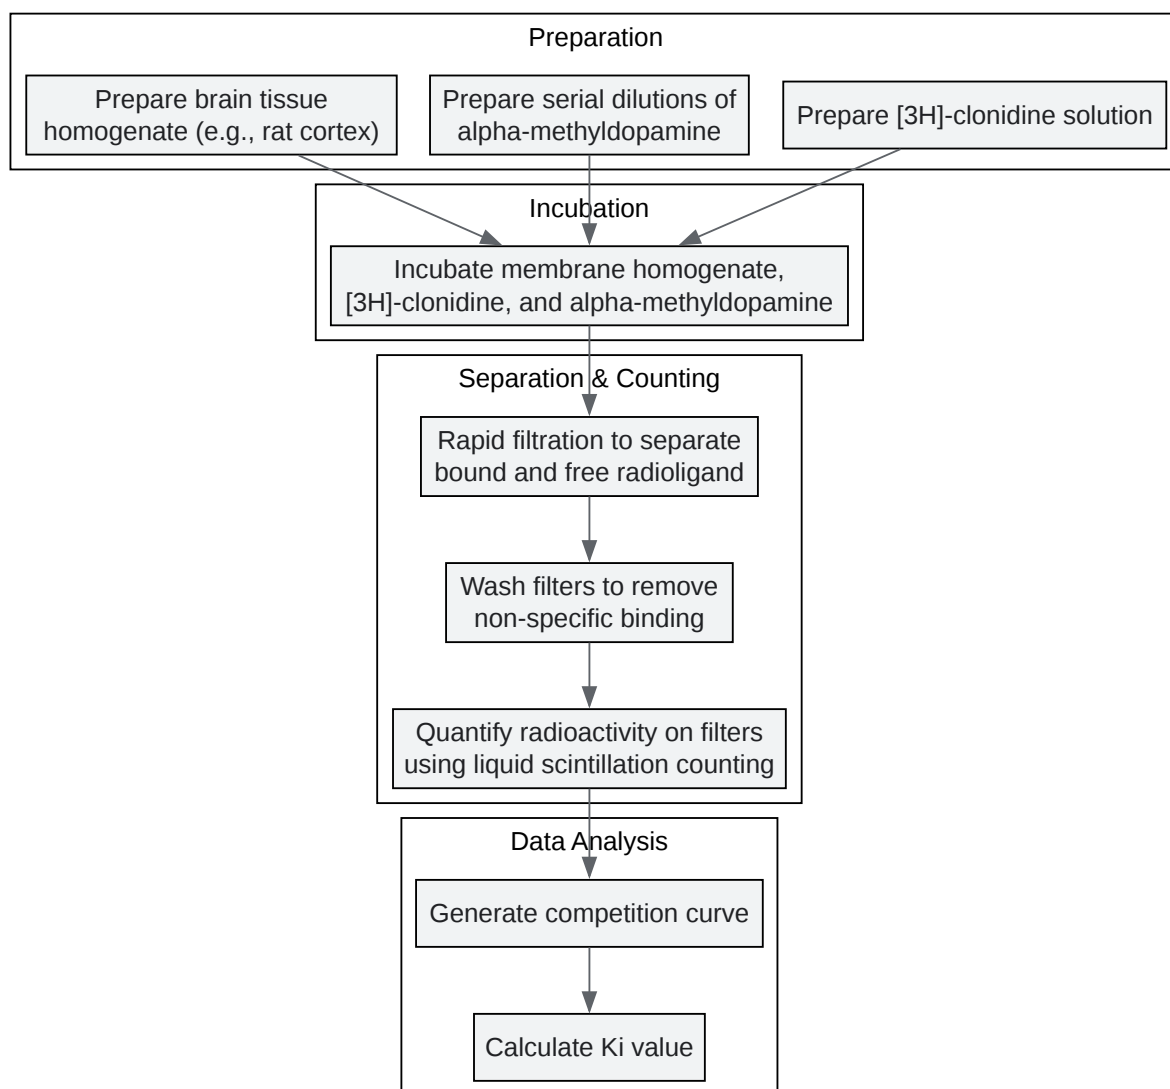 Preparation
Prepare brain tissue
homogenate (e.g., rat cortex)
Prepare serial dilutions of
alpha-methyldopamine
Prepare [3H]-clonidine solution
Incubation
Incubate membrane homogenate,
[3H]-clonidine, and alpha-methyldopamine
Separation & Counting
Rapid filtration to separate
bound and free radioligand
Wash filters to remove
non-specific binding
Quantify radioactivity on filters
using liquid scintillation counting
Data Analysis
Generate competition curve
Calculate Ki value